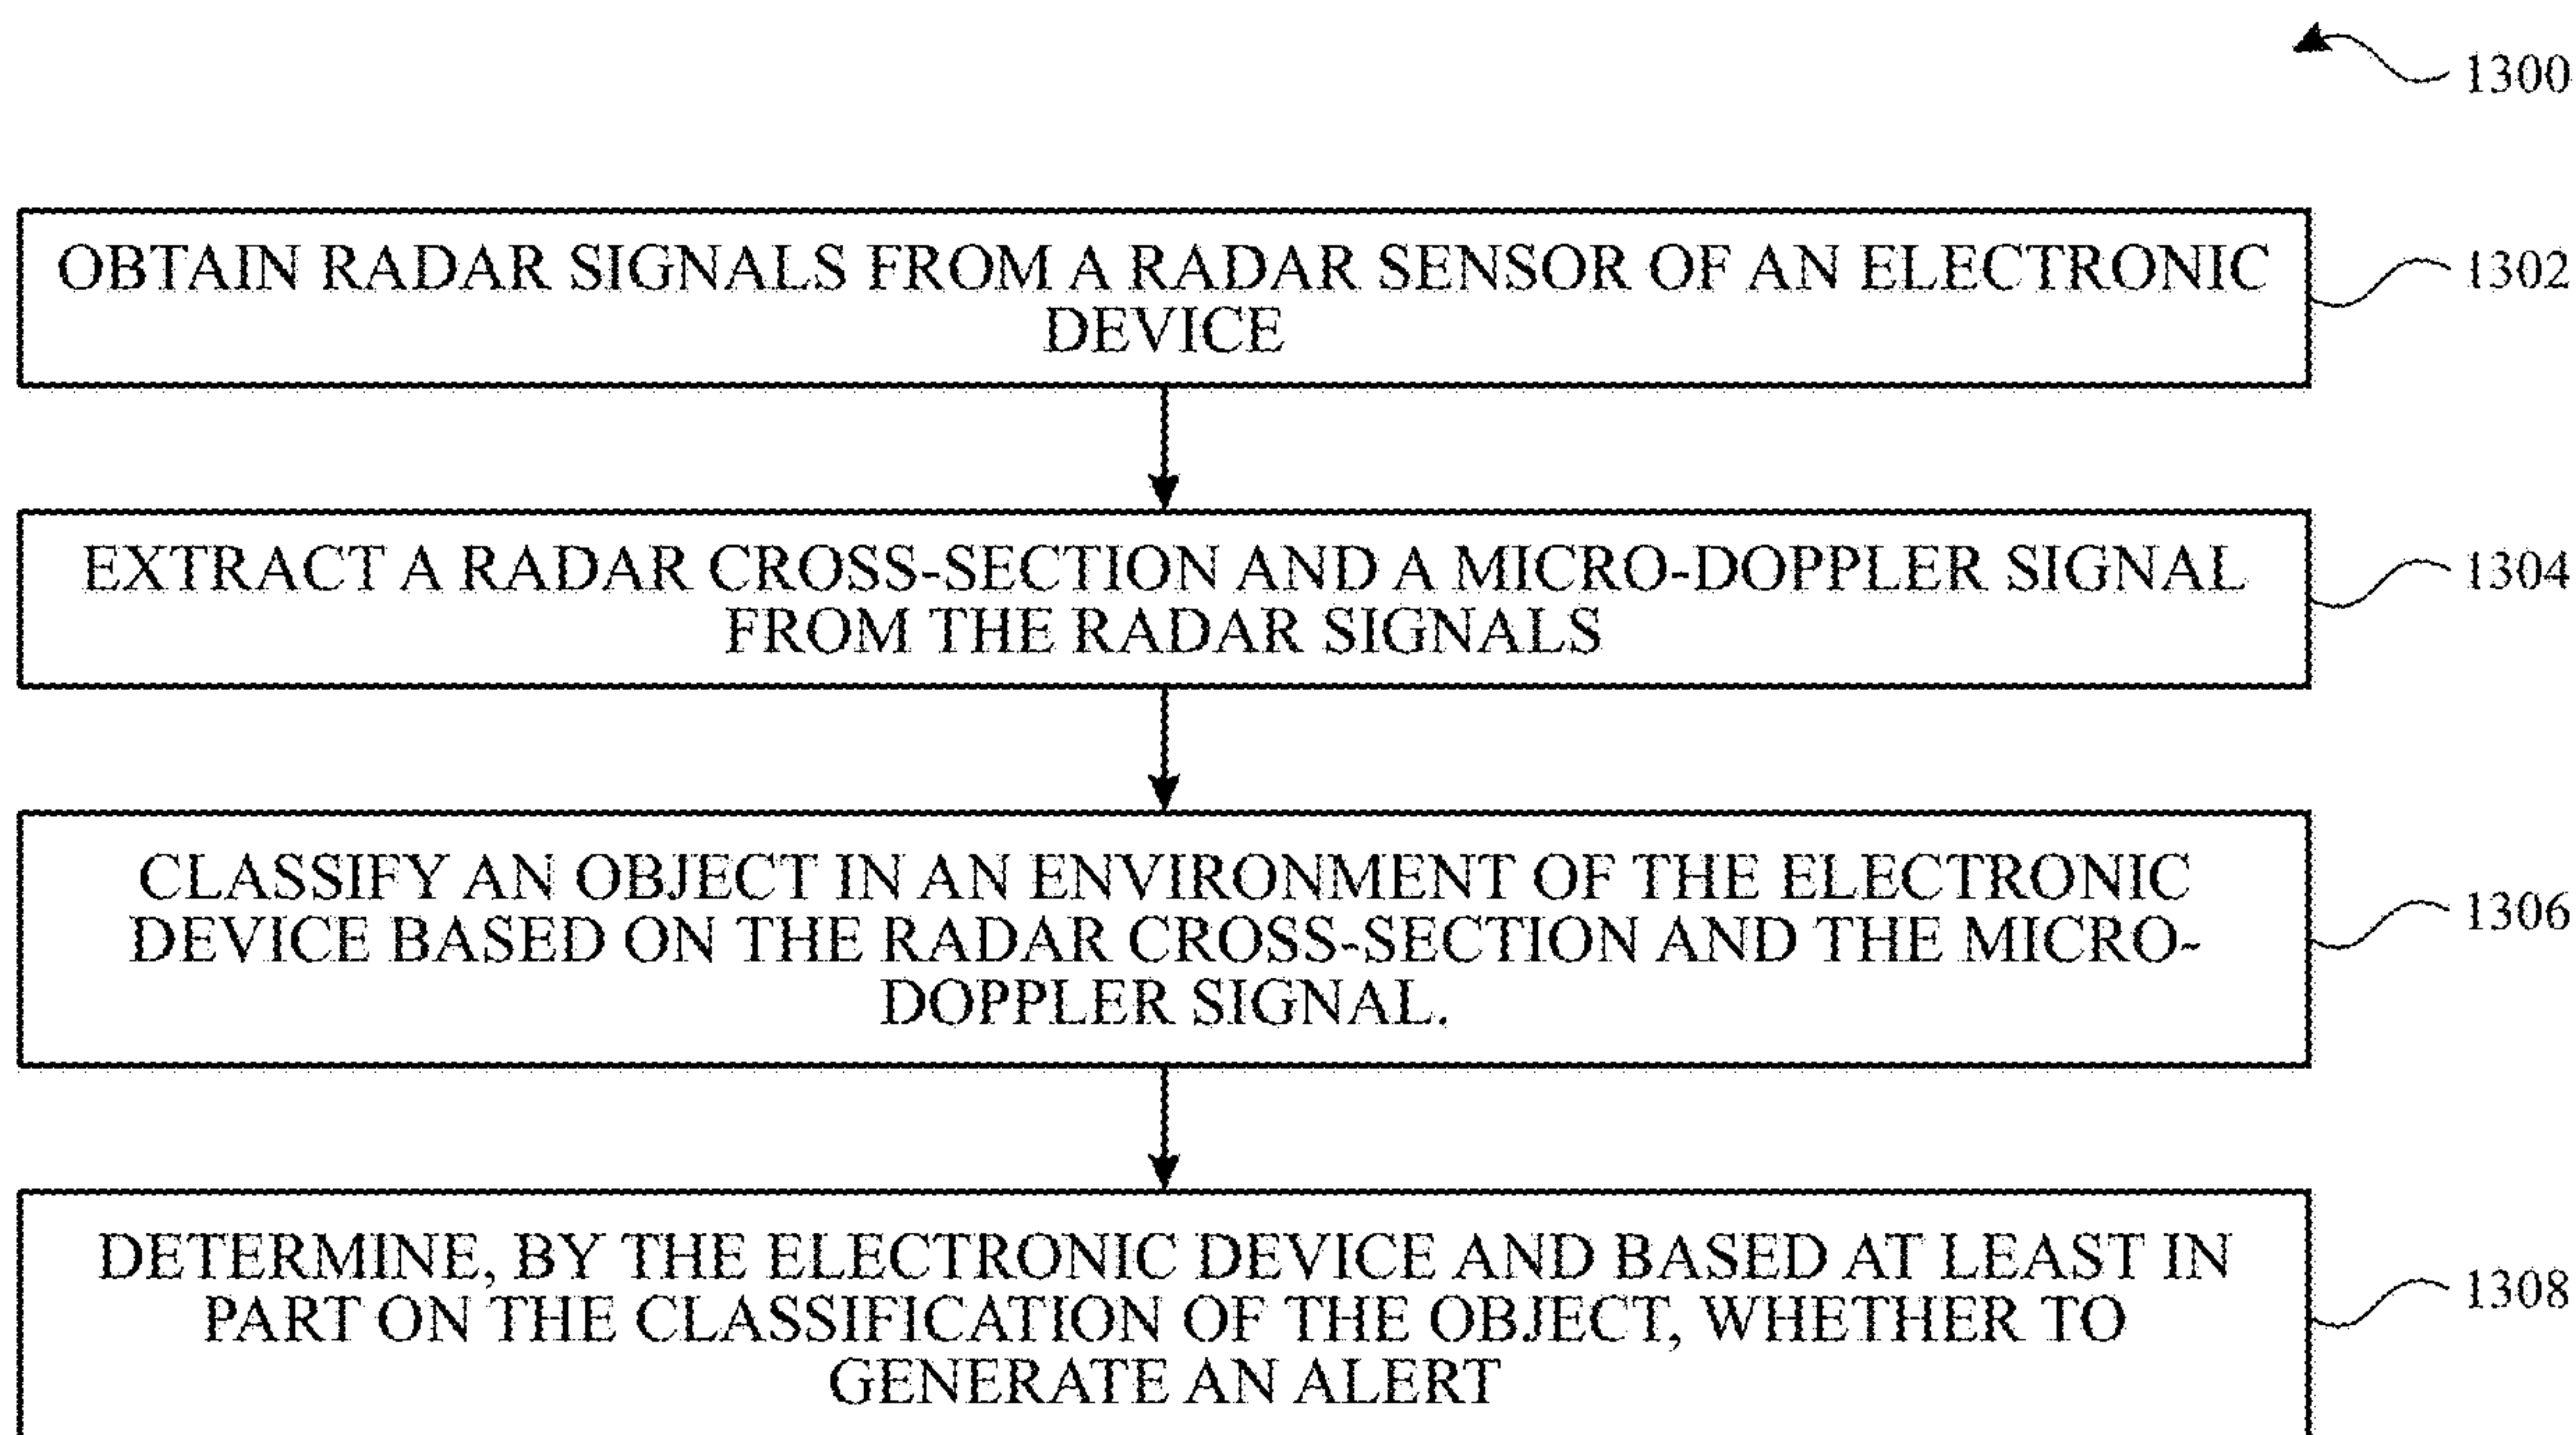 1300
OBTAIN RADAR SIGNALS FROM A RADAR SENSOR OF AN ELECTRONIC
DEVICE
1302
EXTRACT A RADAR CROSS-SECTION AND A MICRO-DOPPLER SIGNAL
FROM THE RADAR SIGNALS
1304
CLASSIFY AN OBJECT IN AN ENVIRONMENT OF THE ELECTRONIC
DEVICE BASED ON THE RADAR CROSS-SECTION AND THE MICRO-
DOPPLER SIGNAL.
1306
DETERMINE, BY THE ELECTRONIC DEVICE AND BASED AT LEAST IN
PART ON THE CLASSIFICATION OF THE OBJECT, WHETHER TO
GENERATE AN ALERT
1308